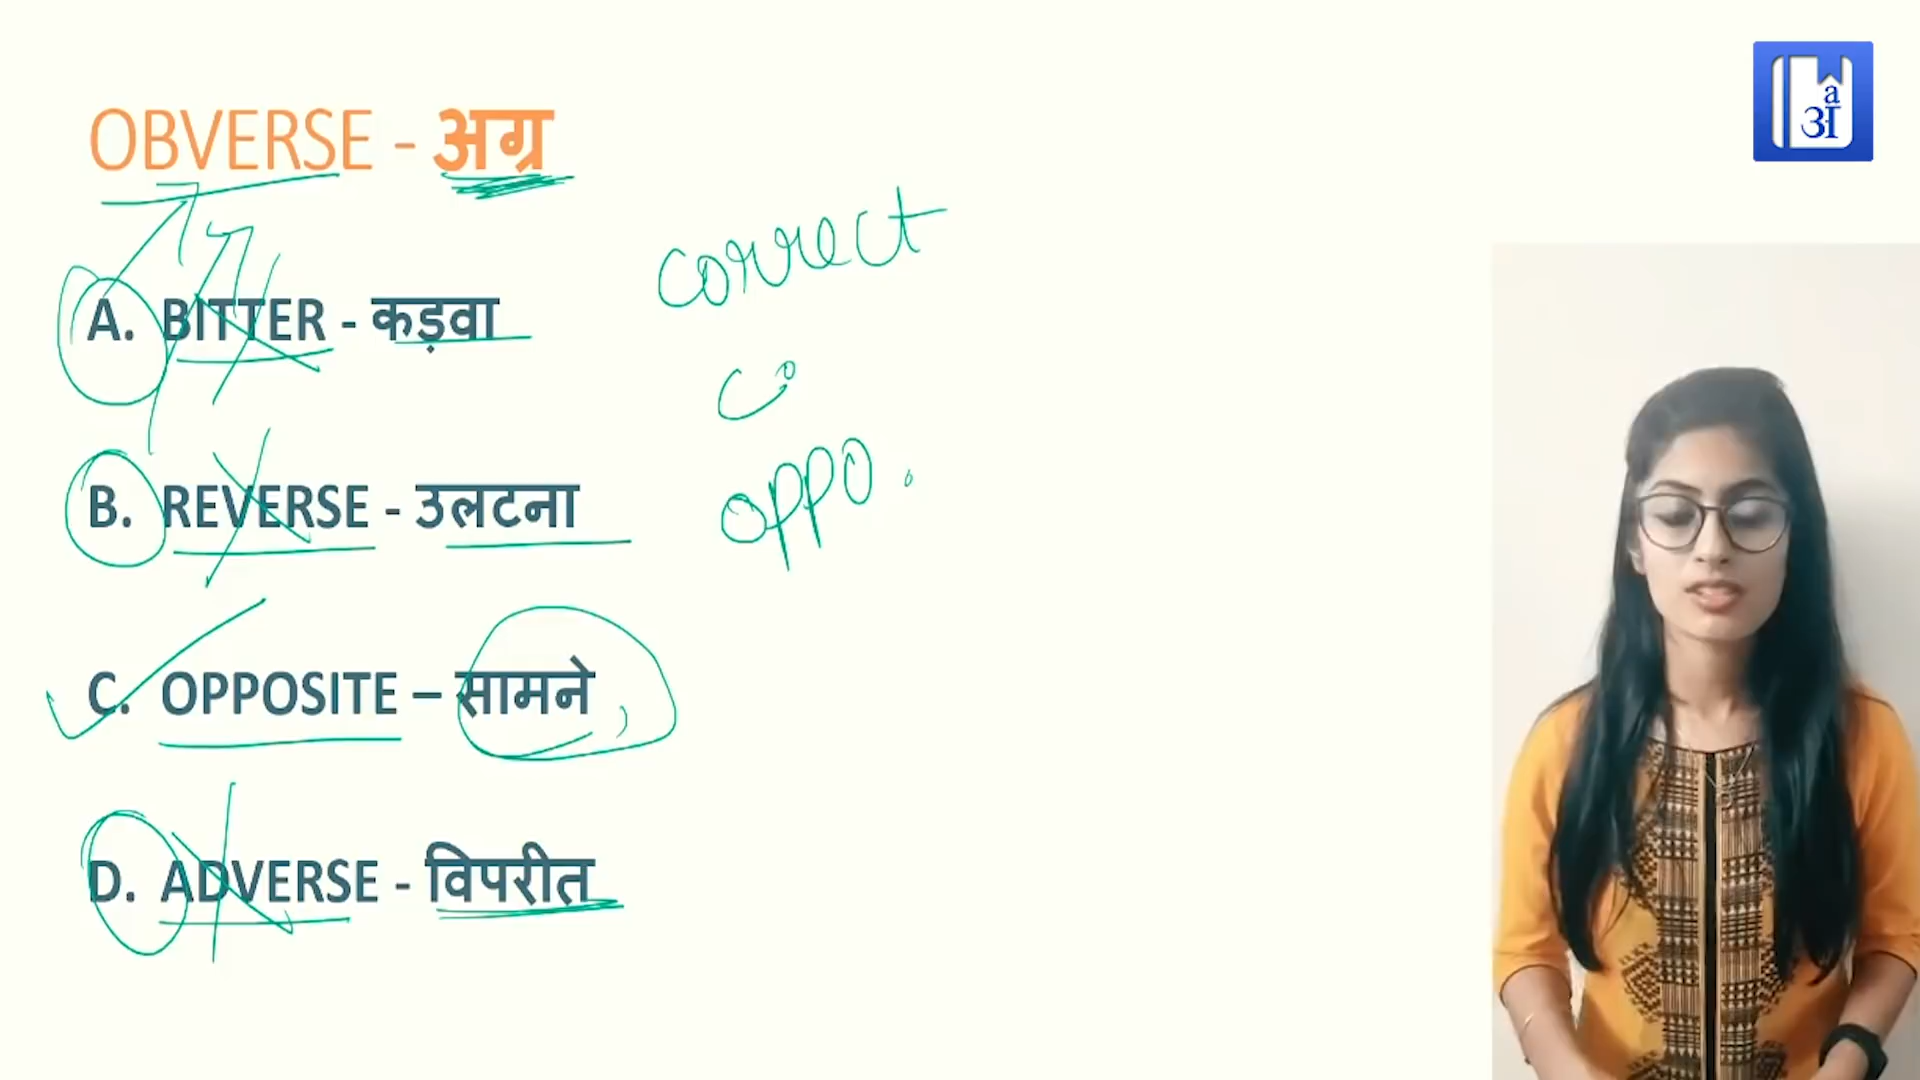 OBVERSE - अग्र
A. BITTER - कड़वा
B. REVERSE - उलटना
C. OPPOSITE – सामने
D. ADVERSE - विपरीत
correct
C
oppo.
a
अ